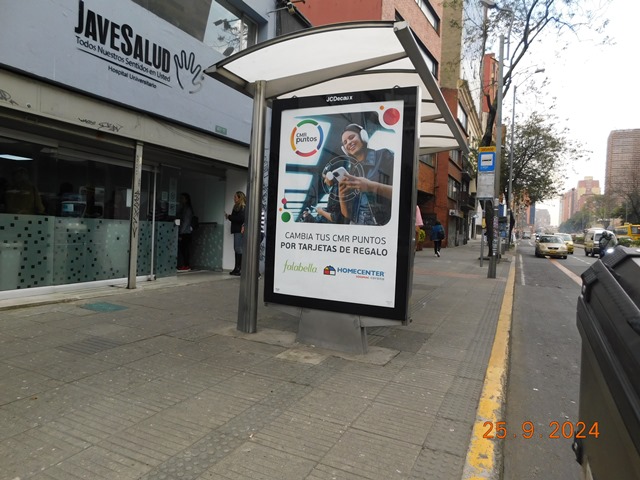 JAVESALUD
Todos Nuestros Sentidos en Usted
Hospital Universitario
JCDecaux
CMR
puntos
CAMBIA TUS CMR PUNTOS
POR TARJETAS DE REGALO
falabella
HOMECENTER
25.9.2024